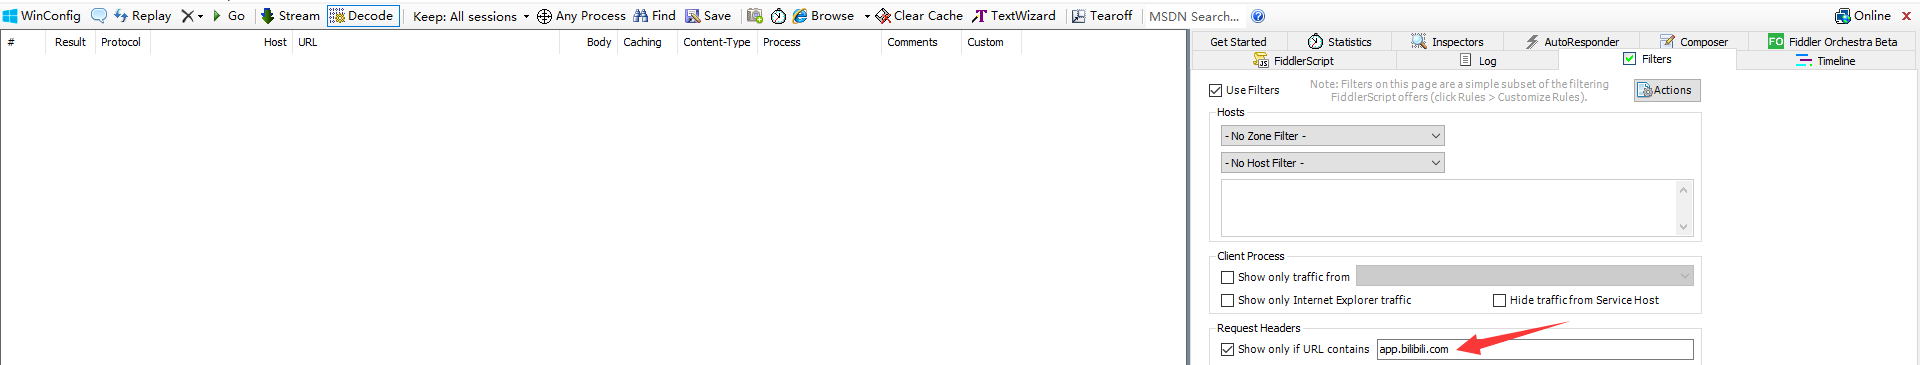 WinConfig Replay Go Stream Decode Keep: All sessions Any Process Find Save Browse Clear Cache TextWizard Tearoff MSDN Search... Online
# Result Protocol Host URL Body Caching Content-Type Process Comments Custom
Get Started Statistics Inspectors AutoResponder Composer FO Fiddler Orchestra Beta
JS FiddlerScript Log Filters Timeline
Use Filters
Note: Filters on this page are a simple subset of the filtering
FiddlerScript offers (click Rules > Customize Rules).
Actions
Hosts
- No Zone Filter -
- No Host Filter -
Client Process
Show only traffic from
Show only Internet Explorer traffic Hide traffic from Service Host
Request Headers
Show only if URL contains app.bilibili.com